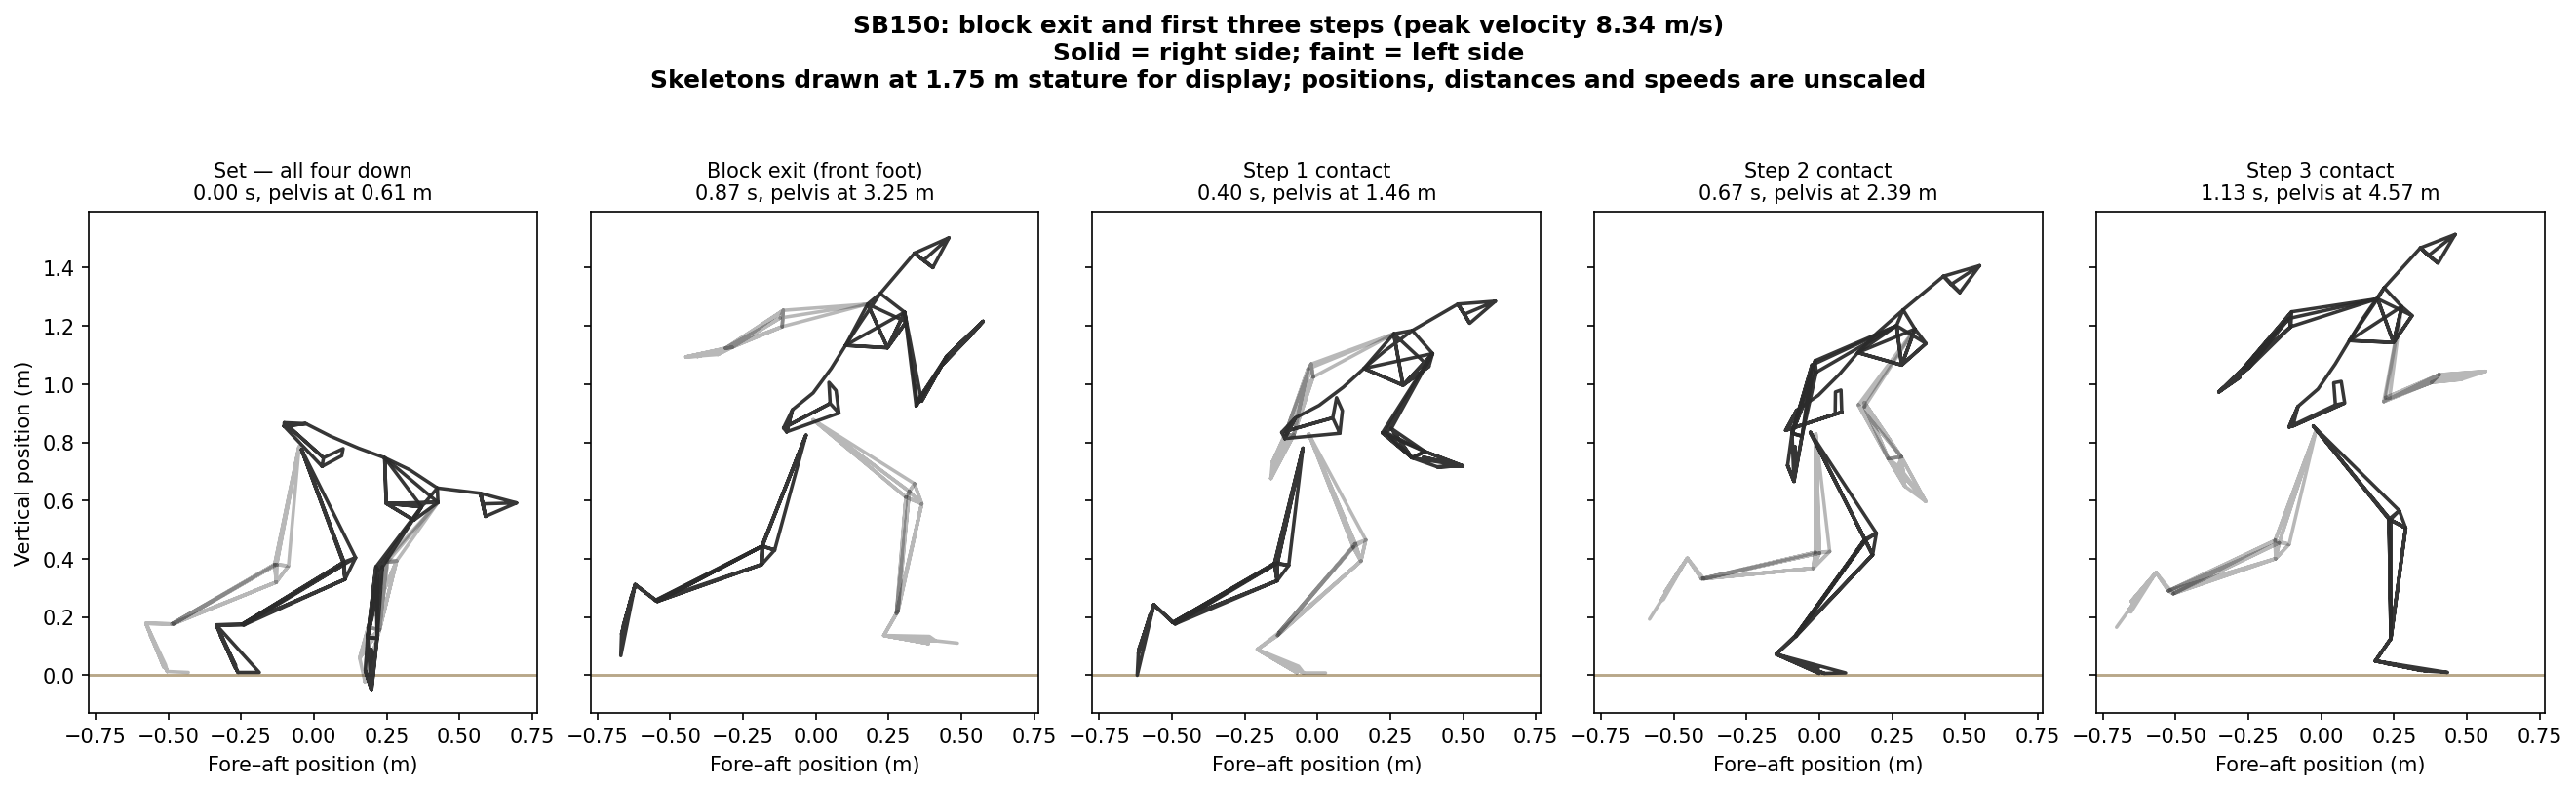 SB150: block exit and first three steps (peak velocity 8.34 m/s)
Solid = right side; faint = left side
Skeletons drawn at 1.75 m stature for display; positions, distances and speeds are unscaled
Set — all four down
0.00 s, pelvis at 0.61 m
Block exit (front foot)
0.87 s, pelvis at 3.25 m
Step 1 contact
0.40 s, pelvis at 1.46 m
Step 2 contact
0.67 s, pelvis at 2.39 m
Step 3 contact
1.13 s, pelvis at 4.57 m
Vertical position (m)
1.4
1.2
1.0
0.8
0.6
0.4
0.2
0.0
−0.75 −0.50 −0.25 0.00 0.25 0.50 0.75
−0.75 −0.50 −0.25 0.00 0.25 0.50 0.75
−0.75 −0.50 −0.25 0.00 0.25 0.50 0.75
−0.75 −0.50 −0.25 0.00 0.25 0.50 0.75
−0.75 −0.50 −0.25 0.00 0.25 0.50 0.75
Fore–aft position (m)
Fore–aft position (m)
Fore–aft position (m)
Fore–aft position (m)
Fore–aft position (m)